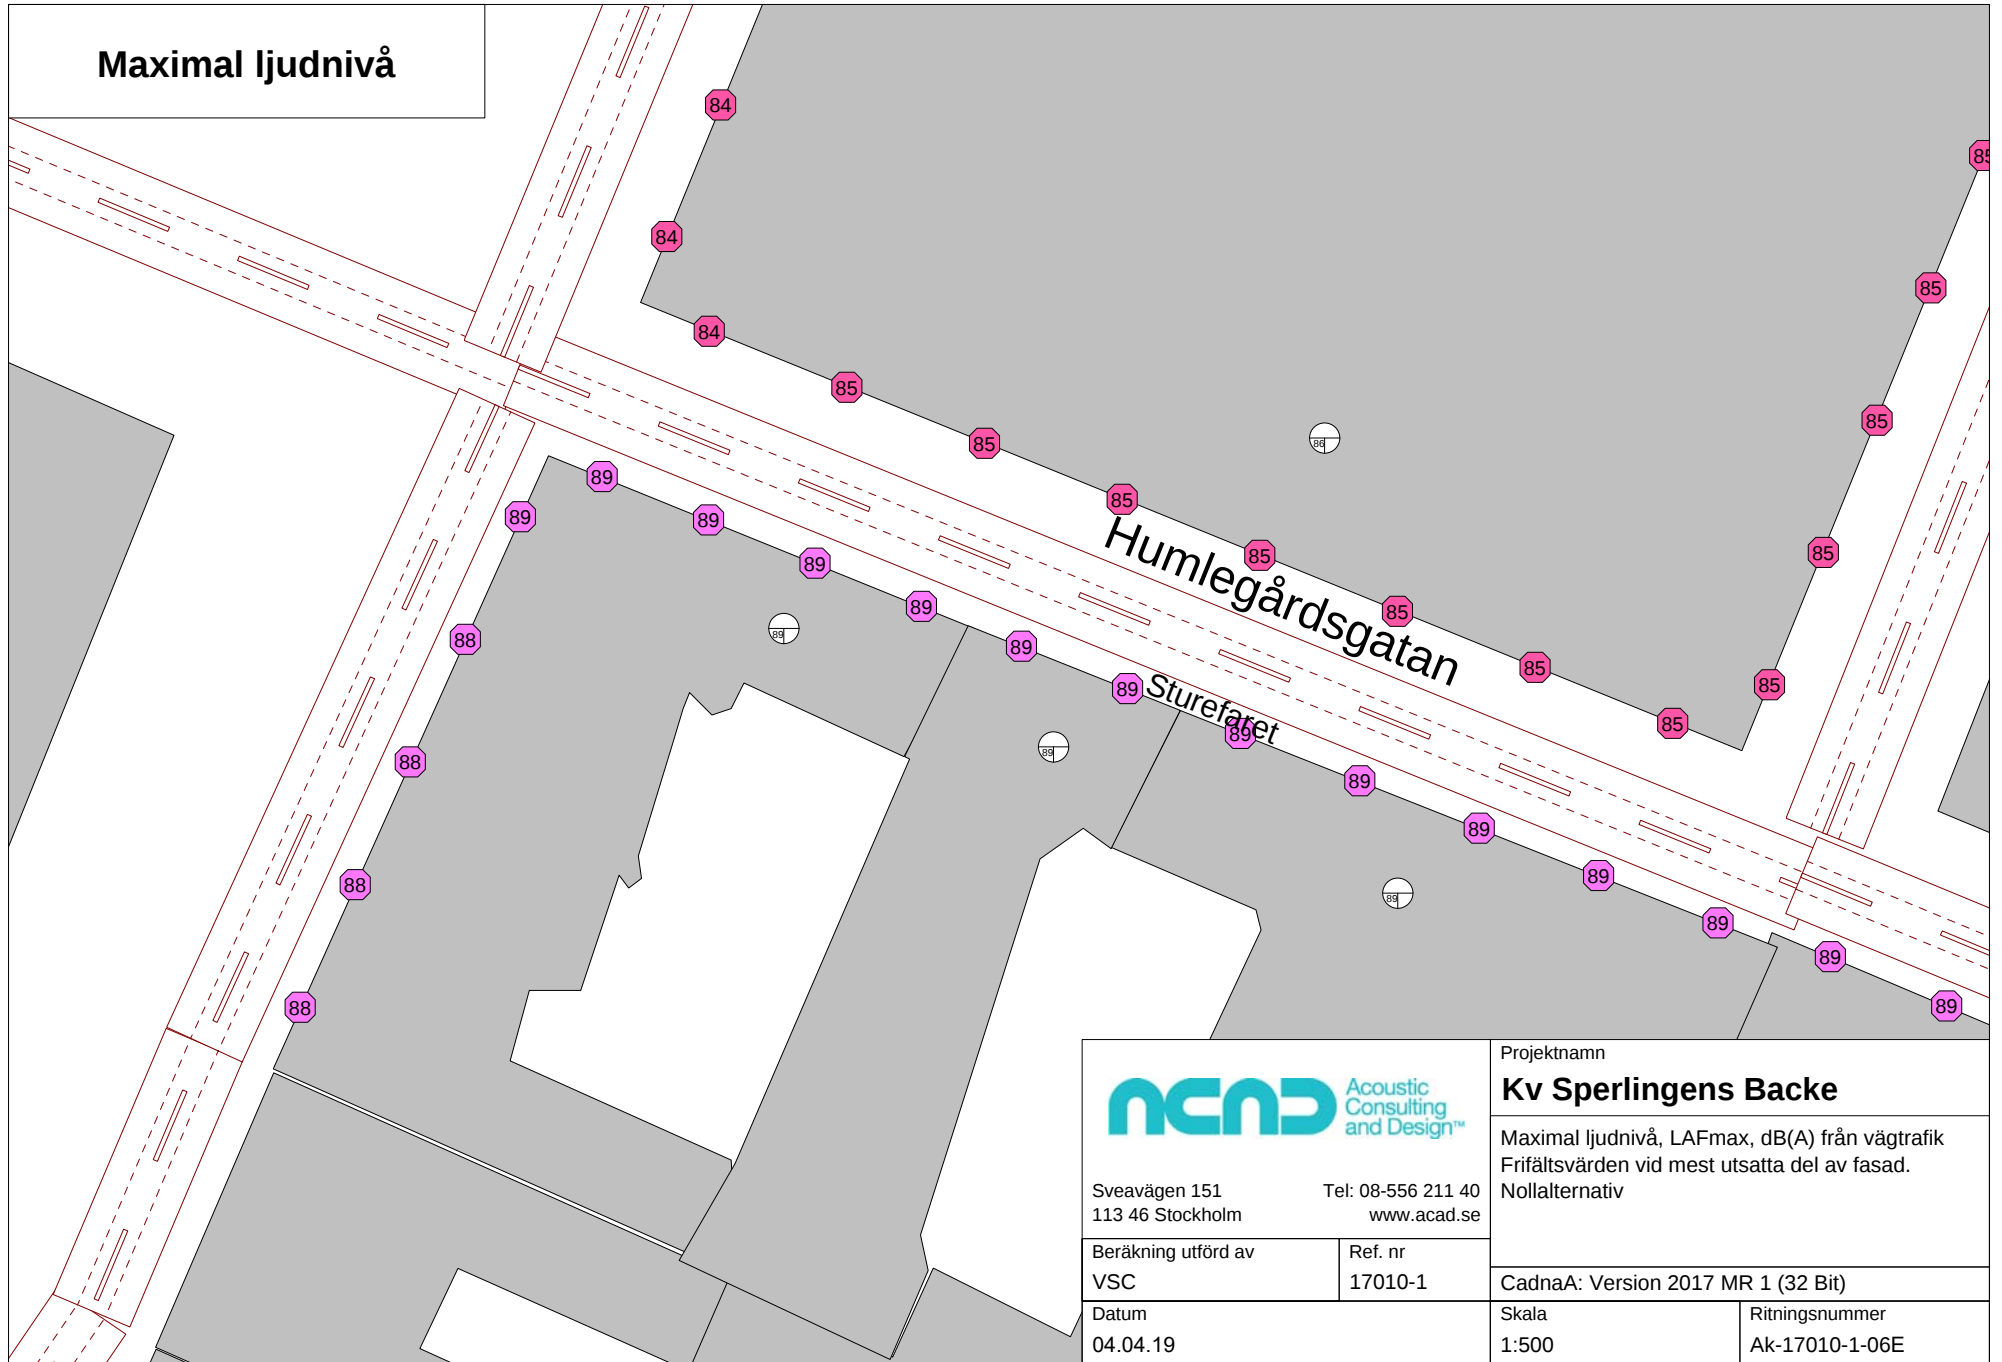 Maximal ljudnivå
84
85
84
85
84
85
85
86
85
85
89
85
89
89
85
85
89
Humlegårdsgatan
85
89
85
89
88
89
85
85
89
Sturefaret
85
89
89
88
89
89
89
88
89
89
89
88
89
Acoustic
Consulting
and Design™
Sveavägen 151
Tel: 08-556 211 40
113 46 Stockholm
www.acad.se
Beräkning utförd av
VSC
Ref. nr
17010-1
Datum
04.04.19
Projektnamn
Kv Sperlingens Backe
Maximal ljudnivå, LAFmax, dB(A) från vägtrafik
Frifältsvärden vid mest utsatta del av fasad.
Nollalternativ
CadnaA: Version 2017 MR 1 (32 Bit)
Skala
1:500
Ritningsnummer
Ak-17010-1-06E